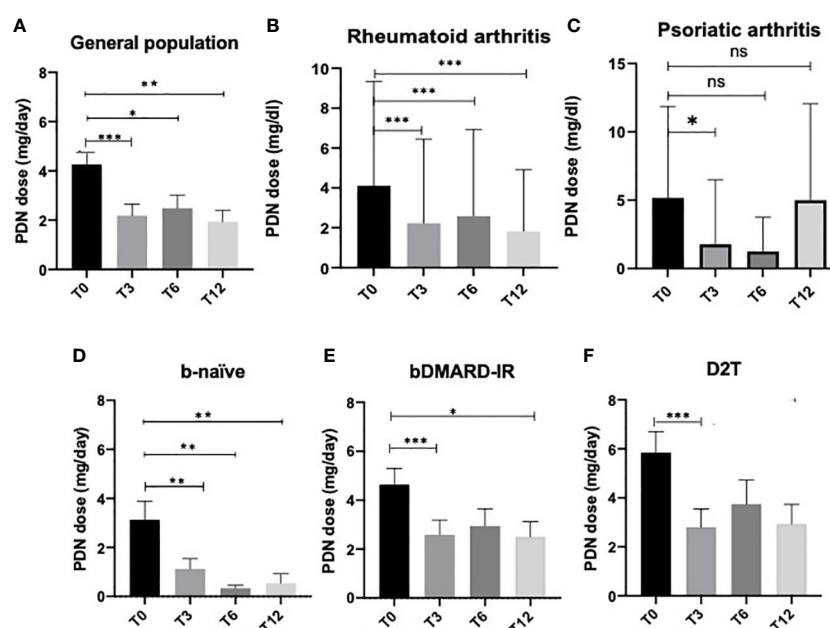 A
General population
PDN dose (mg/day)
8
6
4
2
0
**
*
***
T0
T3
T6
T12
B
Rheumatoid arthritis
PDN dose (mg/dl)
10
8
6
4
2
0
***
***
***
T0
T3
T6
T12
C
Psoriatic arthritis
PDN dose (mg/dl)
15
10
5
0
ns
ns
*
T0
T3
T6
T12
D
b-naïve
PDN dose (mg/day)
8
6
4
2
0
**
**
**
T0
T3
T6
T12
E
bDMARD-IR
PDN dose (mg/day)
8
6
4
2
0
*
***
T0
T3
T6
T12
F
D2T
PDN dose (mg/day)
8
6
4
2
0
***
T0
T3
T6
T12